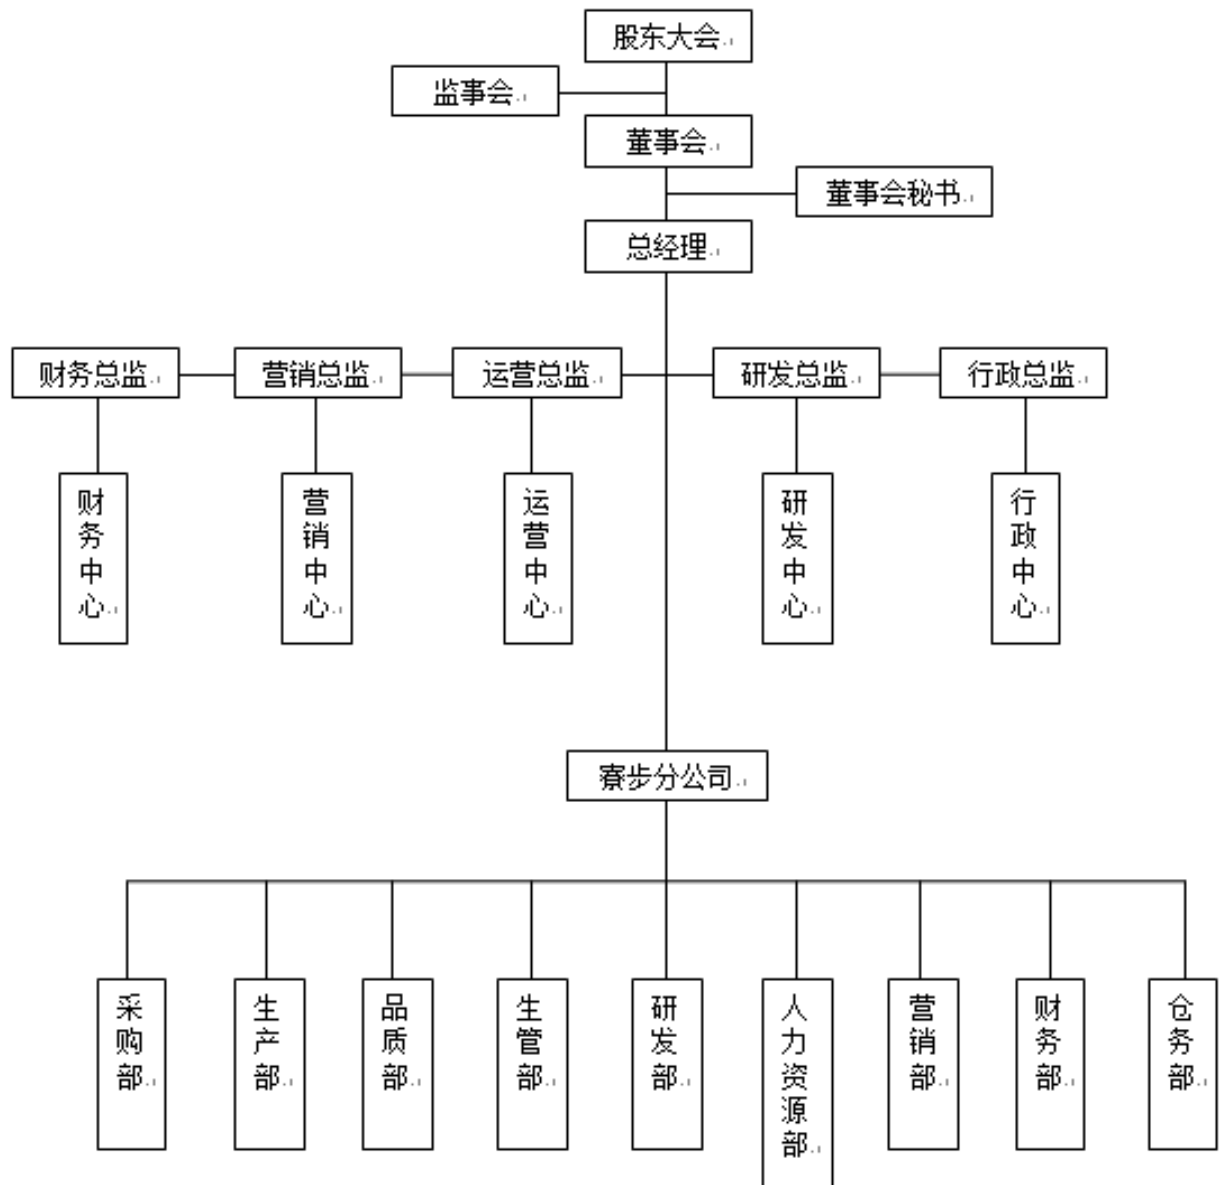 股东大会
监事会
董事会
董事会秘书
总经理
财务总监
营销总监
运营总监
研发总监
行政总监
财务中心
营销中心
运营中心
研发中心
行政中心
寮步分公司
采购部
生产部
品质部
生管部
研发部
人力资源部
营销部
财务部
仓务部